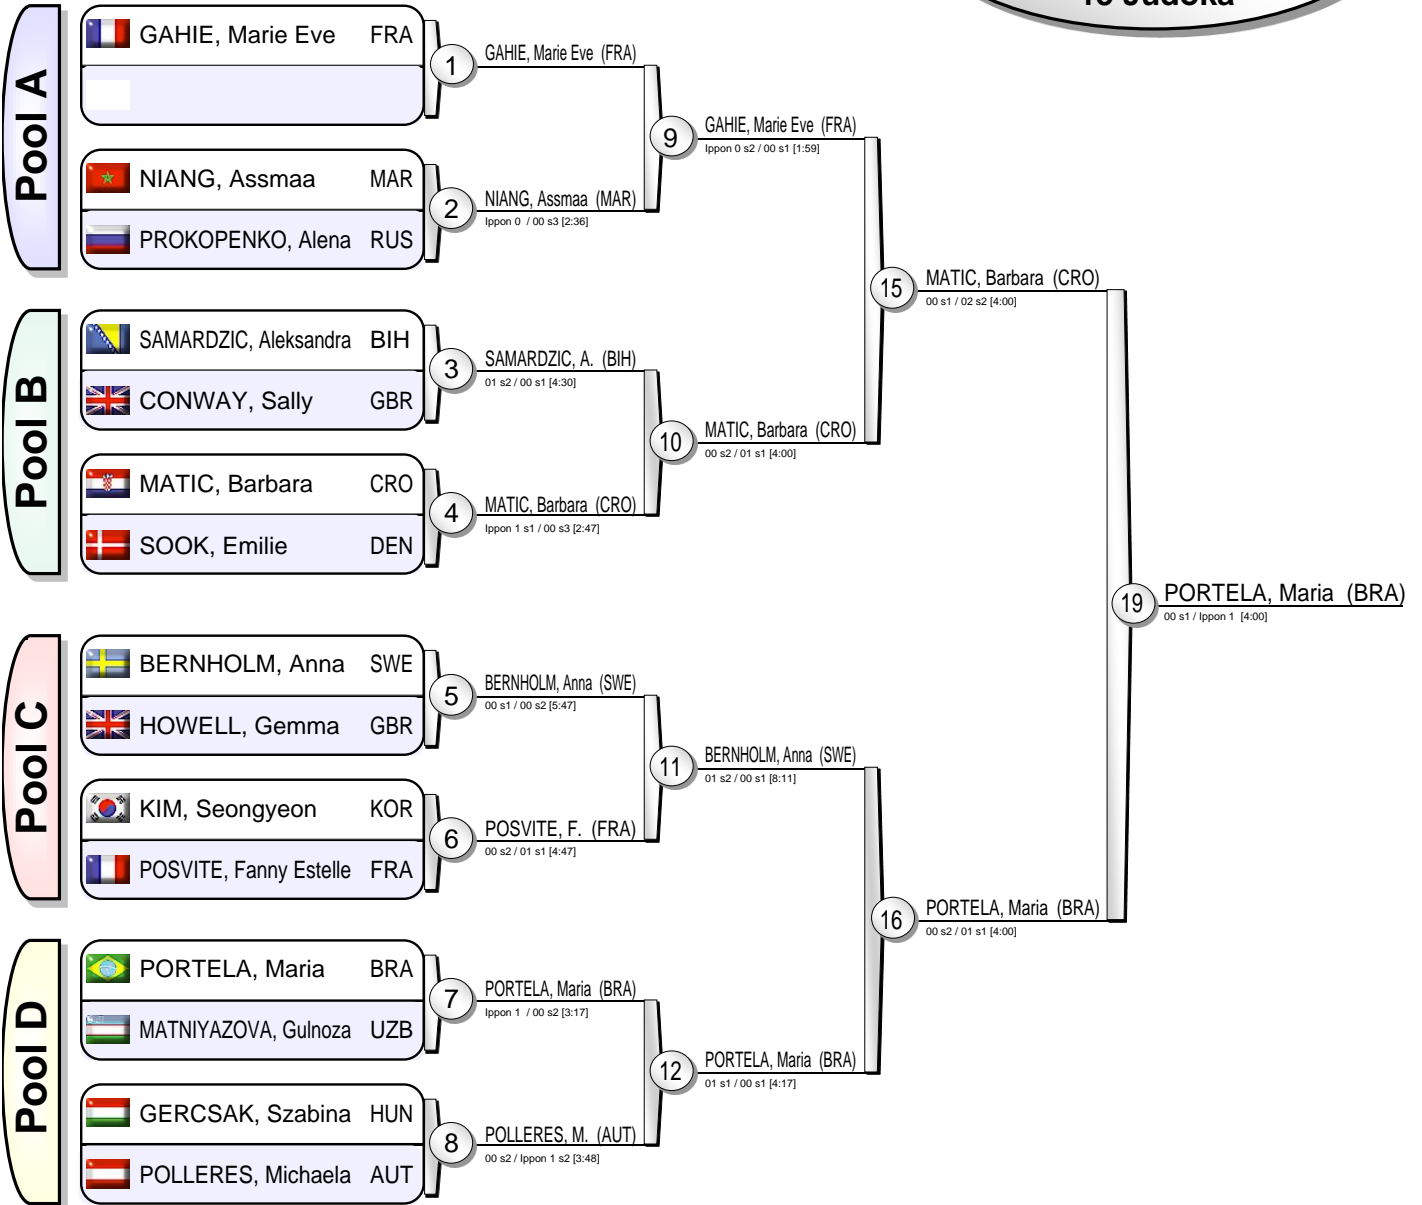 Pool A
GAHIE, Marie Eve FRA
NIANG, Assmaa MAR
PROKOPENKO, Alena RUS
Pool B
SAMARDZIC, Aleksandra BIH
CONWAY, Sally GBR
MATIC, Barbara CRO
SOOK, Emilie DEN
Pool C
BERNHOLM, Anna SWE
HOWELL, Gemma GBR
KIM, Seongyeon KOR
POSVITE, Fanny Estelle FRA
Pool D
PORTELA, Maria BRA
MATNIYAZOVA, Gulnoza UZB
GERCSAK, Szabina HUN
POLLERES, Michaela AUT
1
GAHIE, Marie Eve (FRA)
2
NIANG, Assmaa (MAR)
Ippon 0 / 00 s3 [2:36]
3
SAMARDZIC, A. (BIH)
01 s2 / 00 s1 [4:30]
4
MATIC, Barbara (CRO)
Ippon 1 s1 / 00 s3 [2:47]
5
BERNHOLM, Anna (SWE)
00 s1 / 00 s2 [5:47]
6
POSVITE, F. (FRA)
00 s2 / 01 s1 [4:47]
7
PORTELA, Maria (BRA)
Ippon 1 / 00 s2 [3:17]
8
POLLERES, M. (AUT)
00 s2 / Ippon 1 s2 [3:48]
9
GAHIE, Marie Eve (FRA)
Ippon 0 s2 / 00 s1 [1:59]
10
MATIC, Barbara (CRO)
00 s2 / 01 s1 [4:00]
11
BERNHOLM, Anna (SWE)
01 s2 / 00 s1 [8:11]
12
PORTELA, Maria (BRA)
01 s1 / 00 s1 [4:17]
15
MATIC, Barbara (CRO)
00 s1 / 02 s2 [4:00]
16
PORTELA, Maria (BRA)
00 s2 / 01 s1 [4:00]
19
PORTELA, Maria (BRA)
00 s1 / Ippon 1 [4:00]